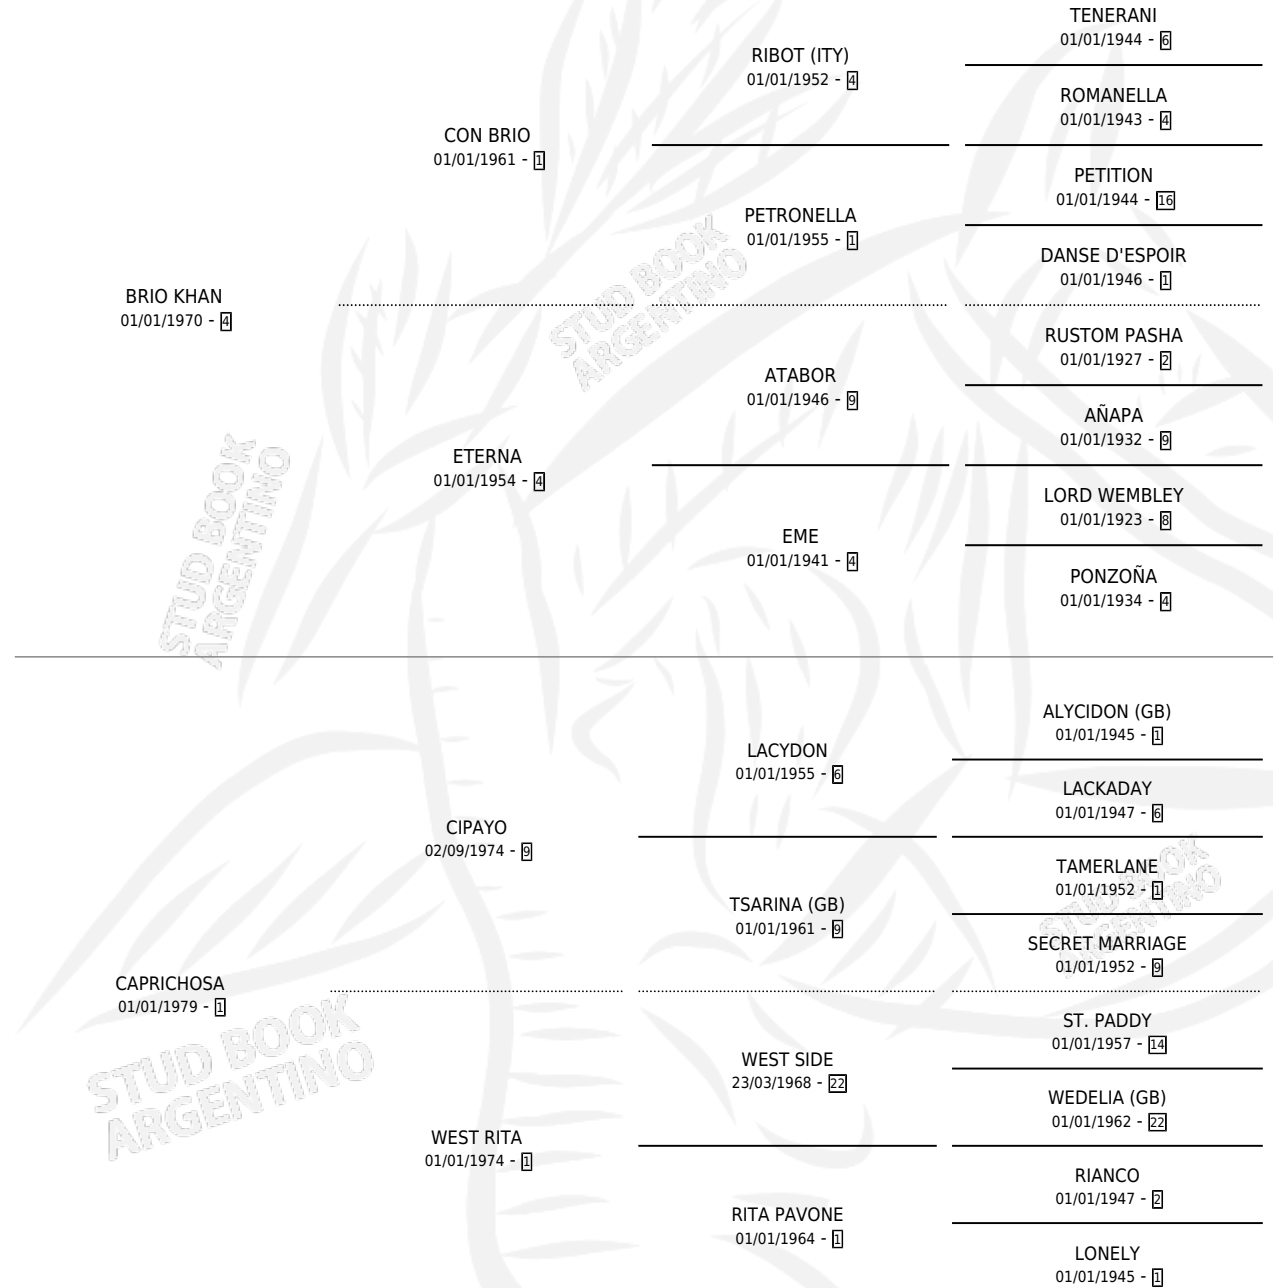 TENERANI
01/01/1944 - 6
RIBOT (ITY)
01/01/1952 - 4
ROMANELLA
01/01/1943 - 4
CON BRIO
01/01/1961 - 1
PETITION
01/01/1944 - 16
PETRONELLA
01/01/1955 - 1
DANSE D'ESPOIR
01/01/1946 - 1
BRIO KHAN
01/01/1970 - 4
RUSTOM PASHA
01/01/1927 - 2
ATABOR
01/01/1946 - 9
AÑAPA
01/01/1932 - 9
ETERNA
01/01/1954 - 4
LORD WEMBLEY
01/01/1923 - 8
EME
01/01/1941 - 4
PONZOÑA
01/01/1934 - 4
STUD BOOK
ARGENTINO
STUD BOOK
ARGENTINO
ALYCIDON (GB)
01/01/1945 - 1
LACYDON
01/01/1955 - 6
LACKADAY
01/01/1947 - 6
CIPAYO
02/09/1974 - 9
TAMERLANE
01/01/1952 - 1
TSARINA (GB)
01/01/1961 - 9
SECRET MARRIAGE
01/01/1952 - 9
CAPRICHOSA
01/01/1979 - 1
ST. PADDY
01/01/1957 - 14
WEST SIDE
23/03/1968 - 22
WEDELIA (GB)
01/01/1962 - 22
WEST RITA
01/01/1974 - 1
RIANCO
01/01/1947 - 2
RITA PAVONE
01/01/1964 - 1
LONELY
01/01/1945 - 1
STUD BOOK
ARGENTINO
STUD BOOK
ARGENTINO